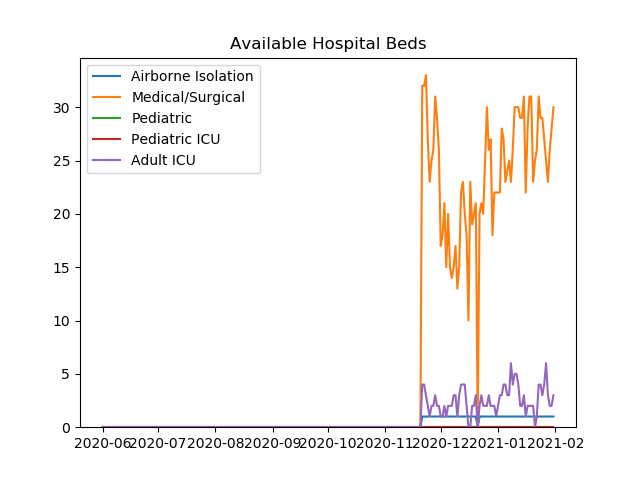 Available Hospital Beds
Airborne Isolation
Medical/Surgical
Pediatric
Pediatric ICU
Adult ICU
30
25
20
15
10
5
0
2020-06 2020-07 2020-08 2020-09 2020-10 2020-11 2020-12 2021-01 2021-02